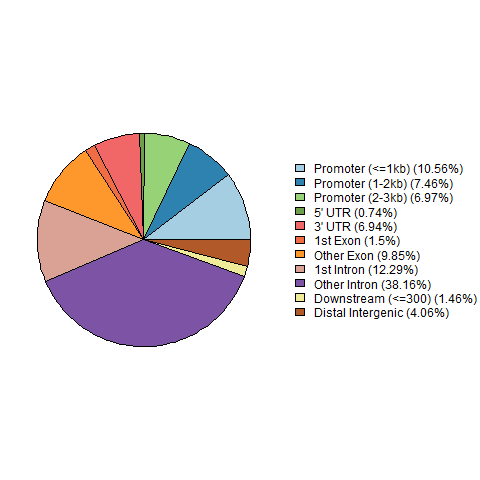 Promoter (<=1kb) (10.56%)
Promoter (1-2kb) (7.46%)
Promoter (2-3kb) (6.97%)
5' UTR (0.74%)
3' UTR (6.94%)
1st Exon (1.5%)
Other Exon (9.85%)
1st Intron (12.29%)
Other Intron (38.16%)
Downstream (<=300) (1.46%)
Distal Intergenic (4.06%)